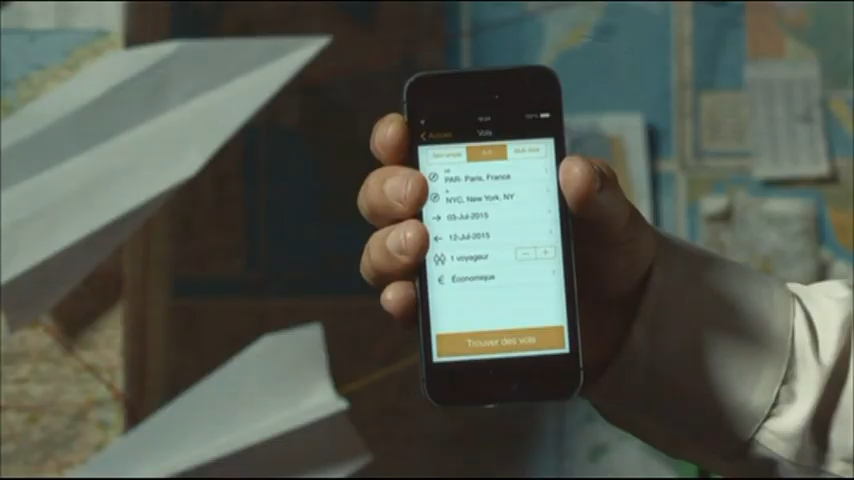 Vols
A-R
PAR- Paris, France
NYC, New York, NY
03-Jul-2015
12-Jul-2015
1 voyageur
Économique
Trouver des vols